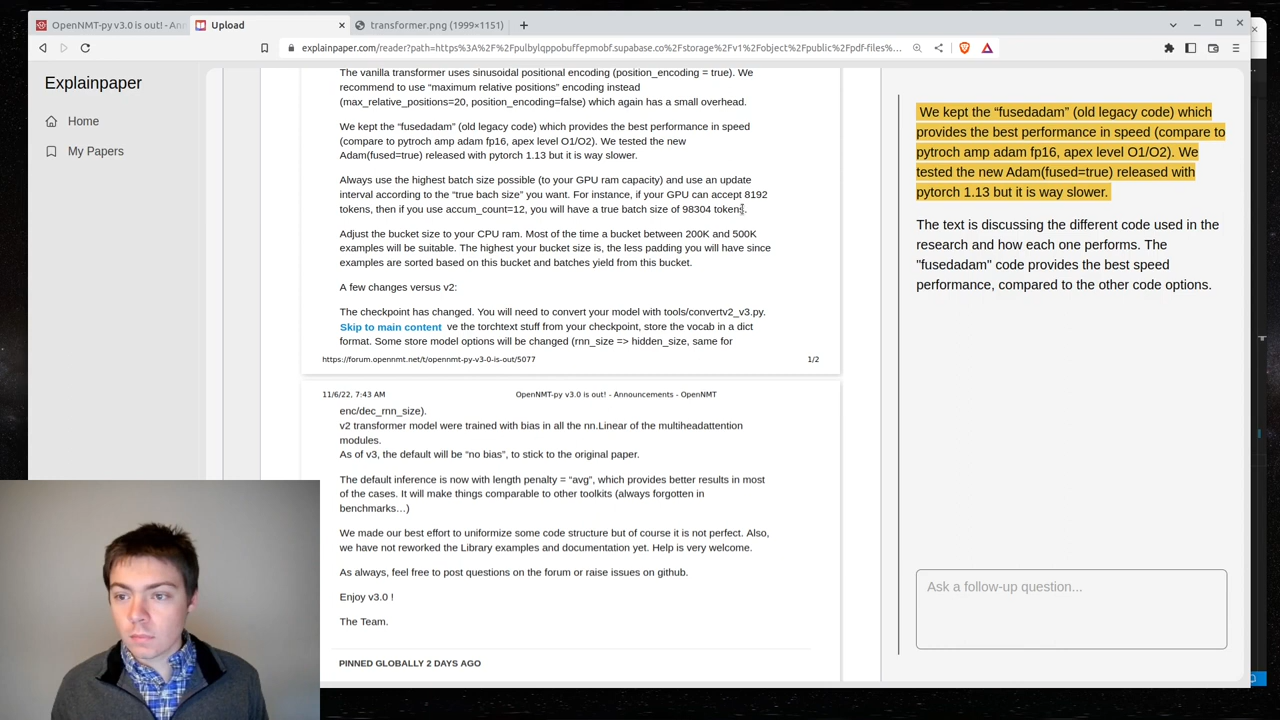 OpenNMT-py v3.0 is out! - An
Upload
transformer.png (1999×1151)
explainpaper.com/reader?path=https%3A%2F%2Fpulbylqppobuffepmobf.supabase.co%2Fstorage%2Fv1%2Fobject%2Fpublic%2Fpdf-files%...
Explainpaper
Home
My Papers
The vanilla transformer uses sinusoidal positional encoding (position_encoding = true). We
recommend to use “maximum relative positions” encoding instead
(max_relative_positions=20, position_encoding=false) which again has a small overhead.
We kept the “fusedadam” (old legacy code) which provides the best performance in speed
(compare to pytorch amp adam fp16, apex level O1/O2). We tested the new
Adam(fused=true) released with pytorch 1.13 but it is way slower.
Always use the highest batch size possible (to your GPU ram capacity) and use an update
interval according to the “true bach size” you want. For instance, if your GPU can accept 8192
tokens, then if you use accum_count=12, you will have a true batch size of 98304 tokens.
Adjust the bucket size to your CPU ram. Most of the time a bucket between 200K and 500K
examples will be suitable. The highest your bucket size is, the less padding you will have since
examples are sorted based on this bucket and batches yield from this bucket.
A few changes versus v2:
The checkpoint has changed. You will need to convert your model with tools/convertv2_v3.py.
Skip to main content ve the torchtext stuff from your checkpoint, store the vocab in a dict
format. Some store model options will be changed (rnn_size => hidden_size, same for
https://forum.opennmt.net/t/opennmt-py-v3-0-is-out/5077 1/2
11/6/22, 7:43 AM OpenNMT-py v3.0 is out! - Announcements - OpenNMT
enc/dec_rnn_size).
v2 transformer model were trained with bias in all the nn.Linear of the multiheadattention
modules.
As of v3, the default will be “no bias”, to stick to the original paper.
The default inference is now with length penalty = “avg”, which provides better results in most
of the cases. It will make things comparable to other toolkits (always forgotten in
benchmarks…)
We made our best effort to uniformize some code structure but of course it is not perfect. Also,
we have not reworked the Library examples and documentation yet. Help is very welcome.
As always, feel free to post questions on the forum or raise issues on github.
Enjoy v3.0 !
The Team.
PINNED GLOBALLY 2 DAYS AGO
We kept the “fusedadam” (old legacy code) which
provides the best performance in speed (compare to
pytroch amp adam fp16, apex level O1/O2). We
tested the new Adam(fused=true) released with
pytorch 1.13 but it is way slower.
The text is discussing the different code used in the
research and how each one performs. The
"fusedadam" code provides the best speed
performance, compared to the other code options.
Ask a follow-up question...